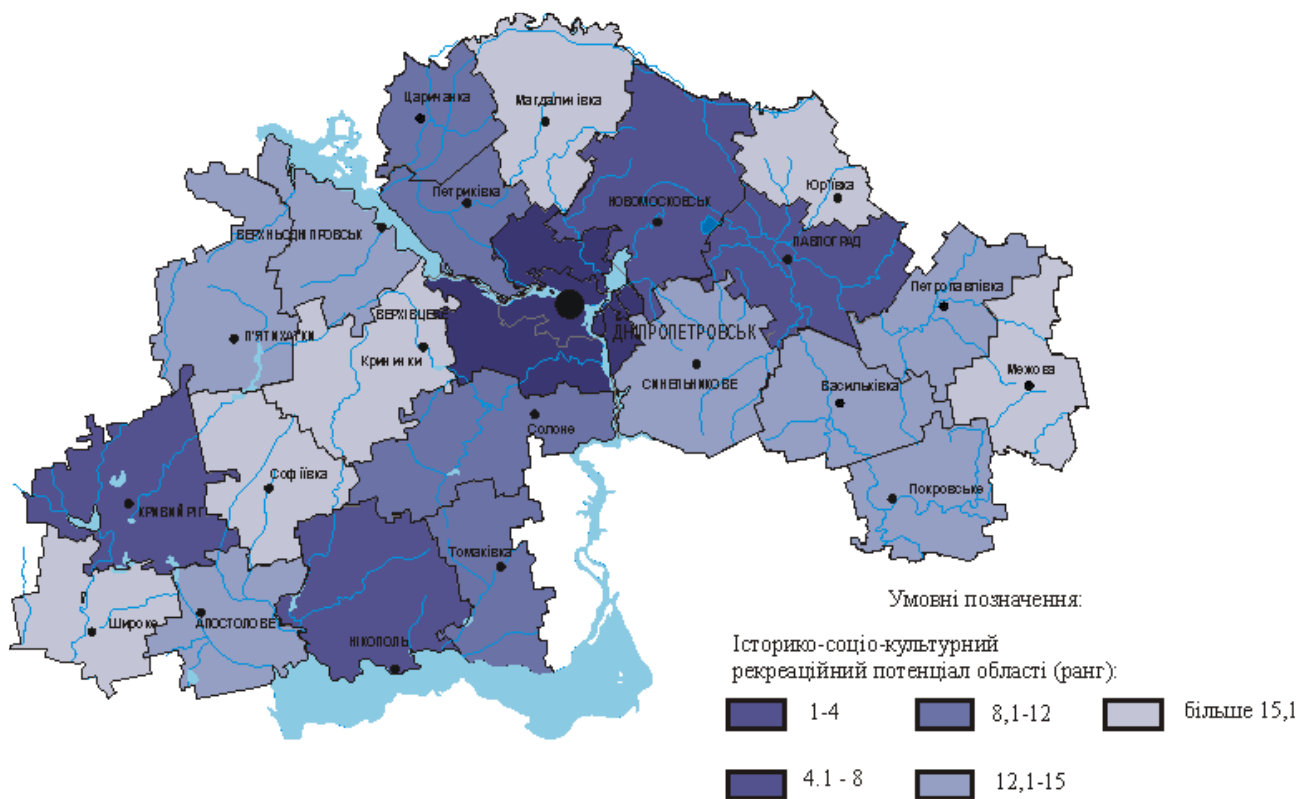 Царичанка
Магдалинівка
Юр'ївка
Петриківка
НОВОМОСКОВСЬК
ВЕРХНЬОДНІПРОВСЬК
ПАВЛОГРАД
Петропавлівка
ВЕРХІВЦЕВЕ
ДНІПРОПЕТРОВСЬК
П'ЯТИХАТКИ
Кринички
Межова
СИНЕЛЬНИКОВЕ
Васильківка
Солоне
Софіївка
Покровське
КРИВИЙ РІГ
Томаківка
Широке
АПОСТОЛОВЕ
НІКОПОЛЬ
Умовні позначення:
Історико-соціо-культурний
рекреаційний потенціал області (ранг):
1-4
8,1-12
більше 15,1
4.1 - 8
12,1-15